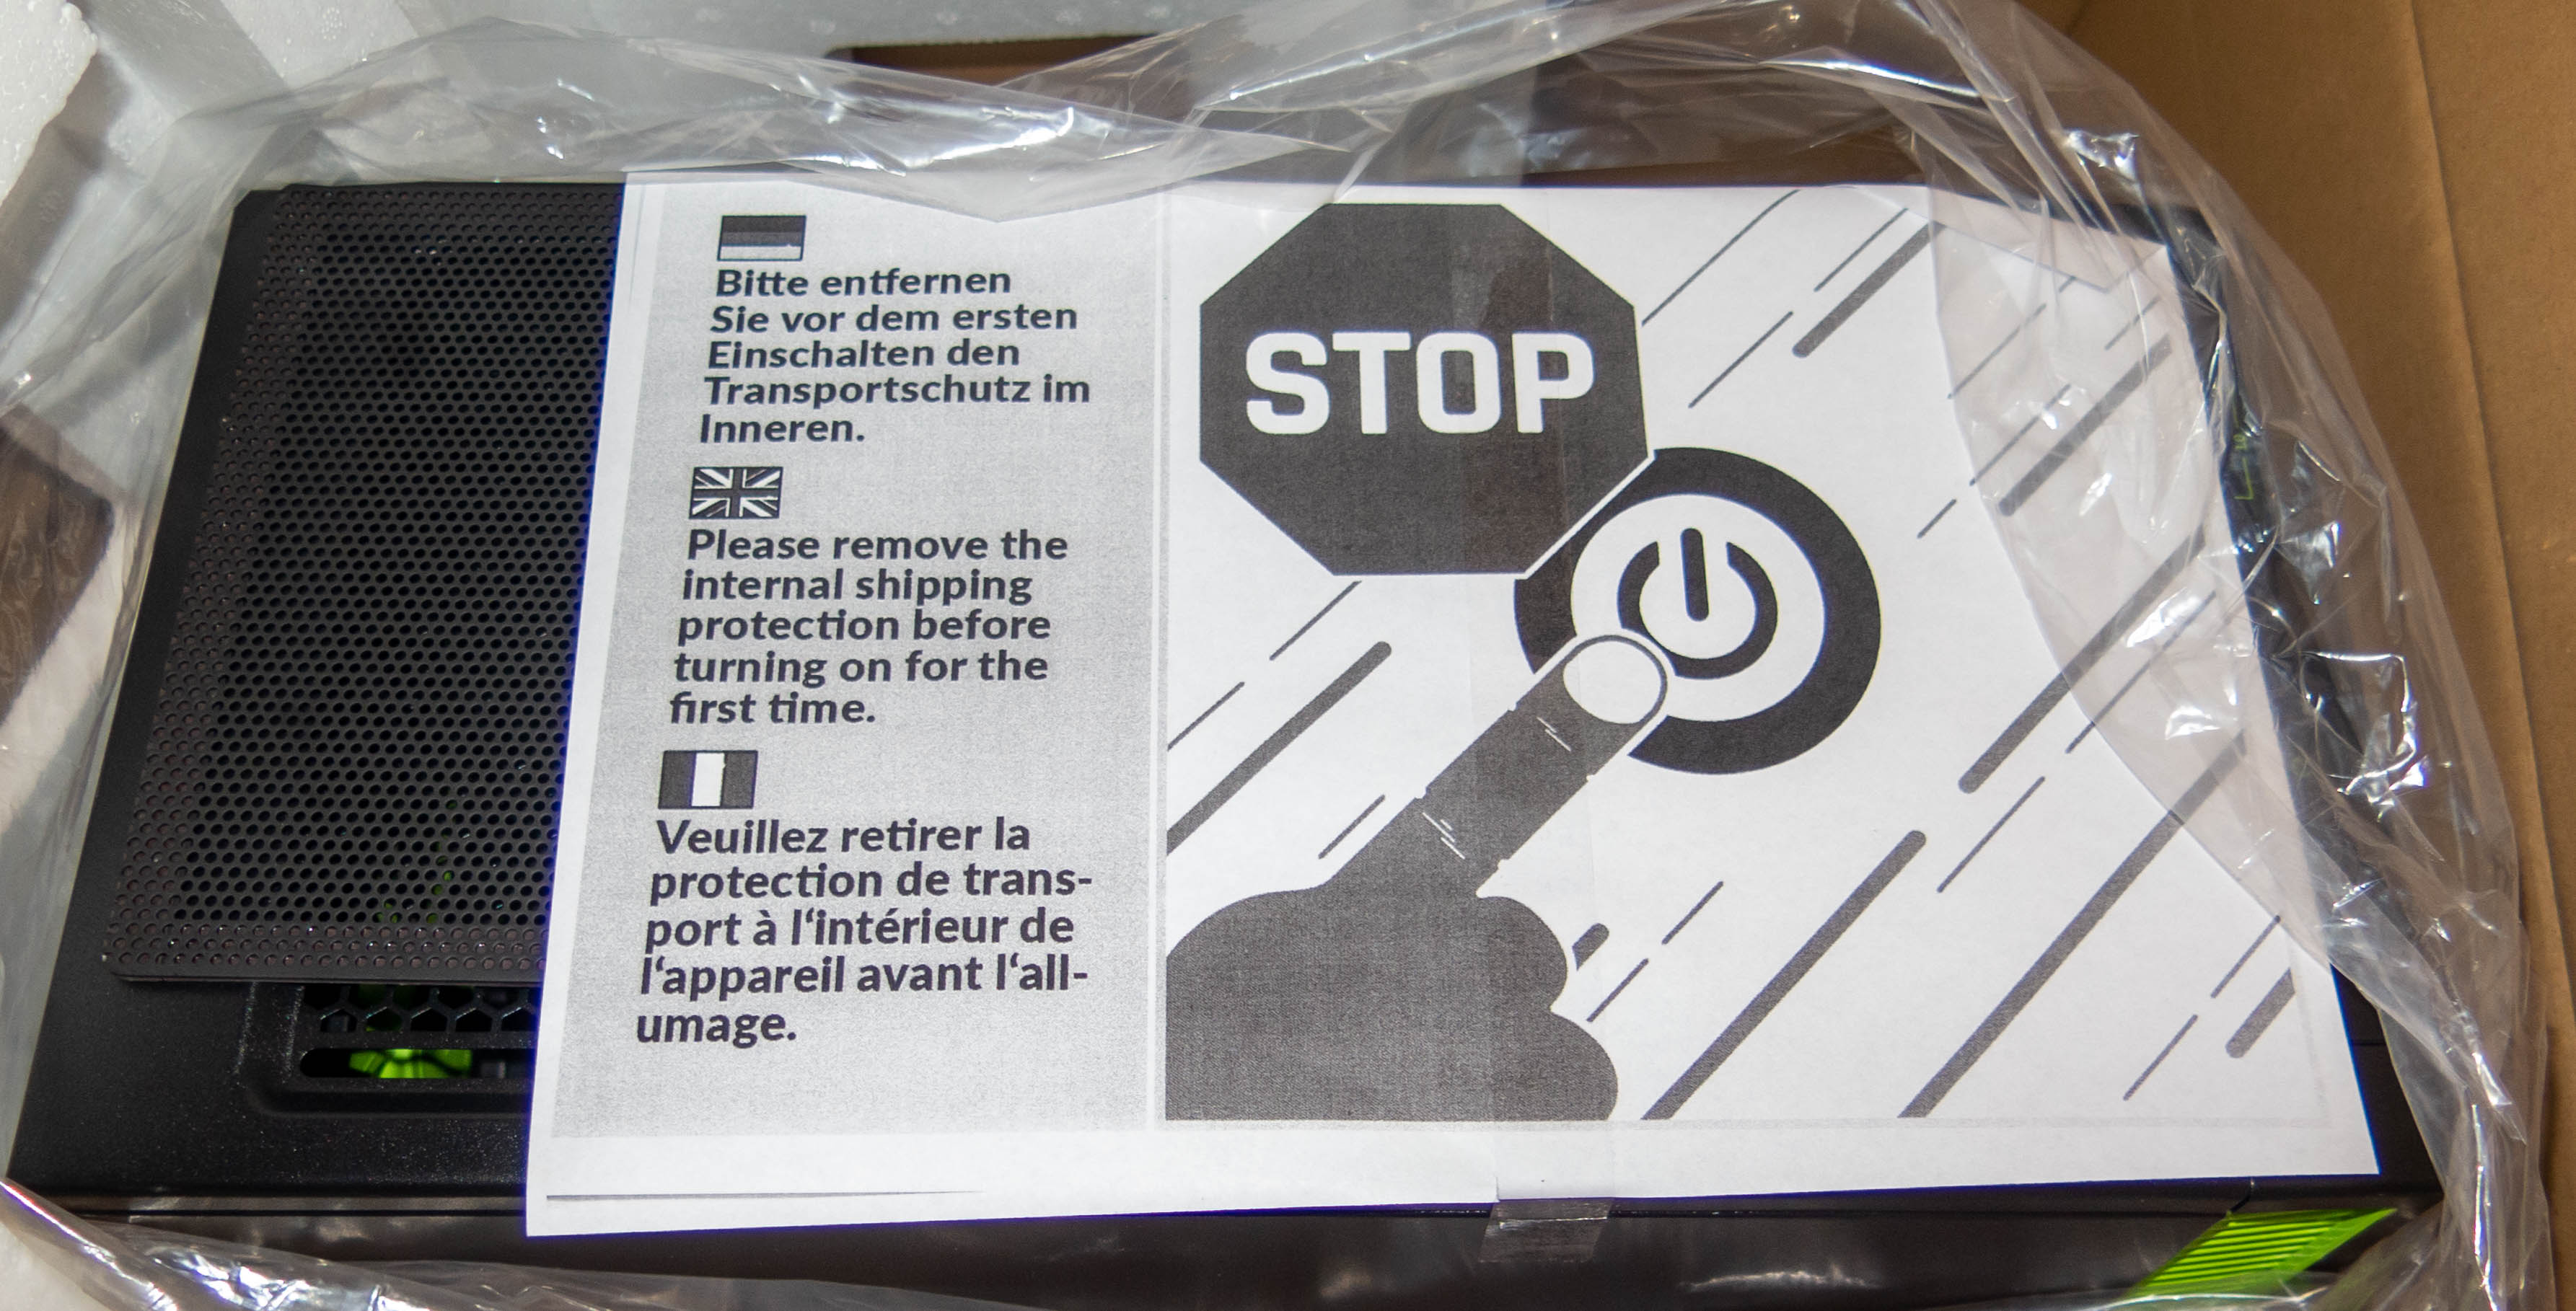 Bitte entfernen
Sie vor dem ersten
Einschalten den
Transportschutz im
Inneren.
Please remove the
internal shipping
protection before
turning on for the
first time.
Veuillez retirer la
protection de trans-
port à l‘intérieur de
l‘appareil avant l‘all-
umage.
STOP